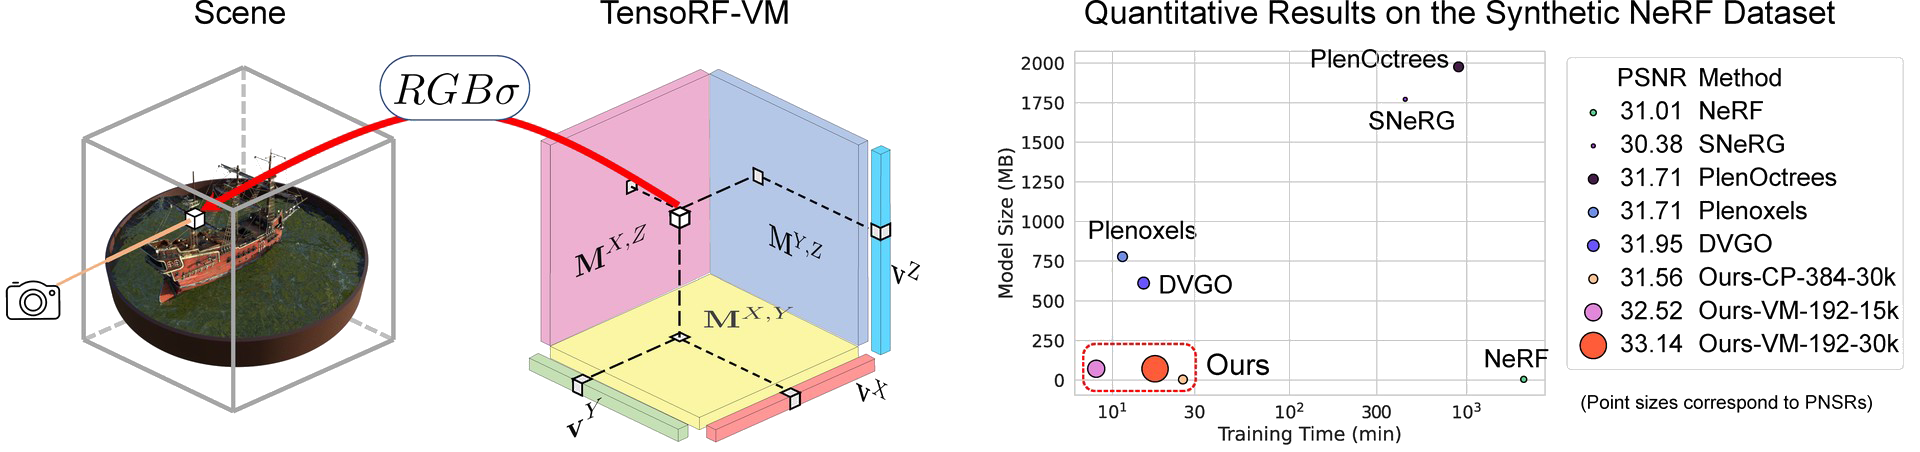 Scene
TensoRF-VM
Quantitative Results on the Synthetic NeRF Dataset
RGBσ
M^{X,Z}
M^{Y,Z}
M^{X,Y}
v^Z
v^X
v^Y
Model Size (MB)
2000
1750
1500
1250
1000
750
500
250
0
PlenOctrees
SNeRG
Plenoxels
DVGO
Ours
NeRF
10^1 30 10^2 300 10^3
Training Time (min)
PSNR Method
31.01 NeRF
30.38 SNeRG
31.71 PlenOctrees
31.71 Plenoxels
31.95 DVGO
31.56 Ours-CP-384-30k
32.52 Ours-VM-192-15k
33.14 Ours-VM-192-30k
(Point sizes correspond to PNSRs)